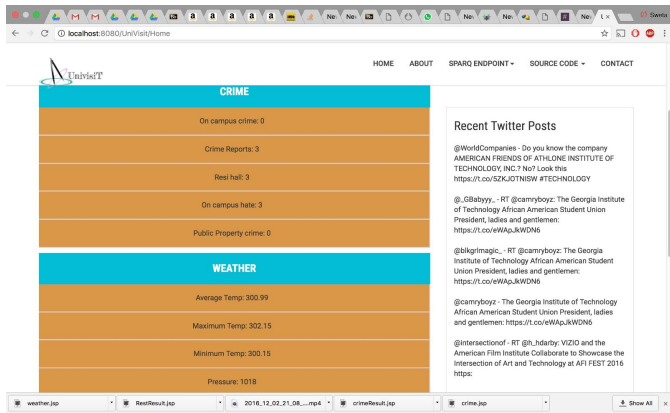 Sweta
localhost:8080/UniVisit/Home
UnivisiT
HOME ABOUT SPARQ ENDPOINT SOURCE CODE CONTACT
CRIME
On campus crime: 0
Crime Reports: 3
Resi hall: 3
On campus hate: 3
Public Property crime: 0
WEATHER
Average Temp: 300.99
Maximum Temp: 302.15
Minimum Temp: 300.15
Pressure: 1018
Recent Twitter Posts
@WorldCompanies - Do you know the company
AMERICAN FRIENDS OF ATHLONE INSTITUTE OF
TECHNOLOGY, INC.? No? Look this
https://t.co/5ZKJOTNISW #TECHNOLOGY
@_GBabyyy_ - RT @camryboyz: The Georgia Institute
of Technology African American Student Union
President, ladies and gentlemen:
https://t.co/eWApJkWDN6
@blkgrlmagic_ - RT @camryboyz: The Georgia
Institute of Technology African American Student
Union President, ladies and gentlemen:
https://t.co/eWApJkWDN6
@camryboyz - The Georgia Institute of Technology
African American Student Union President, ladies
and gentlemen: https://t.co/eWApJkWDN6
@intersectionof - RT @h_hdarby: VIZIO and the
American Film Institute Collaborate to Showcase the
Intersection of Art and Technology at AFI FEST 2016
https:
weather.jsp RestResult.jsp 2016_12_02_21_08_....mp4 crimeResult.jsp crime.jsp Show All